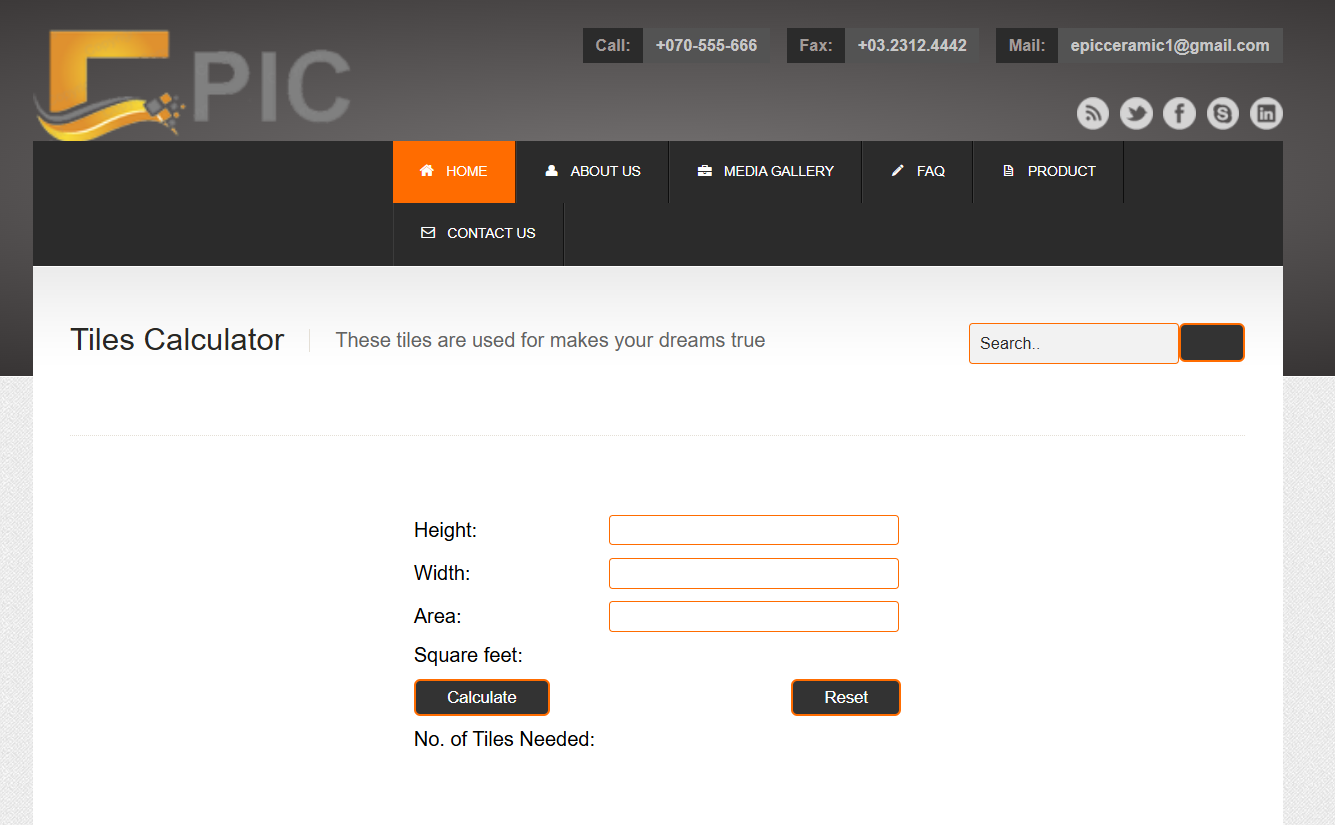 EPIC
Call: +070-555-666 Fax: +03.2312.4442 Mail: epicceramic1@gmail.com
HOME ABOUT US MEDIA GALLERY FAQ PRODUCT
CONTACT US
Tiles Calculator These tiles are used for makes your dreams true Search..
Height:
Width:
Area:
Square feet:
Calculate Reset
No. of Tiles Needed: